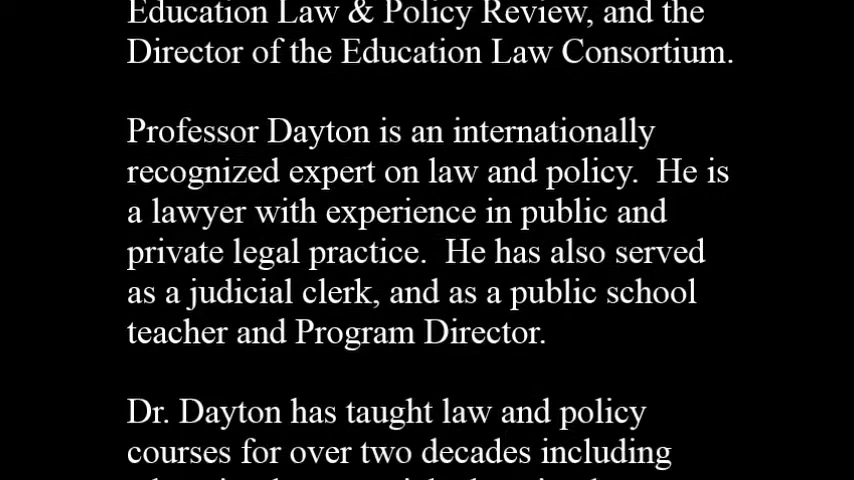 Education Law & Policy Review, and the
Director of the Education Law Consortium.
Professor Dayton is an internationally
recognized expert on law and policy.  He is
a lawyer with experience in public and
private legal practice.  He has also served
as a judicial clerk, and as a public school
teacher and Program Director.
Dr. Dayton has taught law and policy
courses for over two decades including